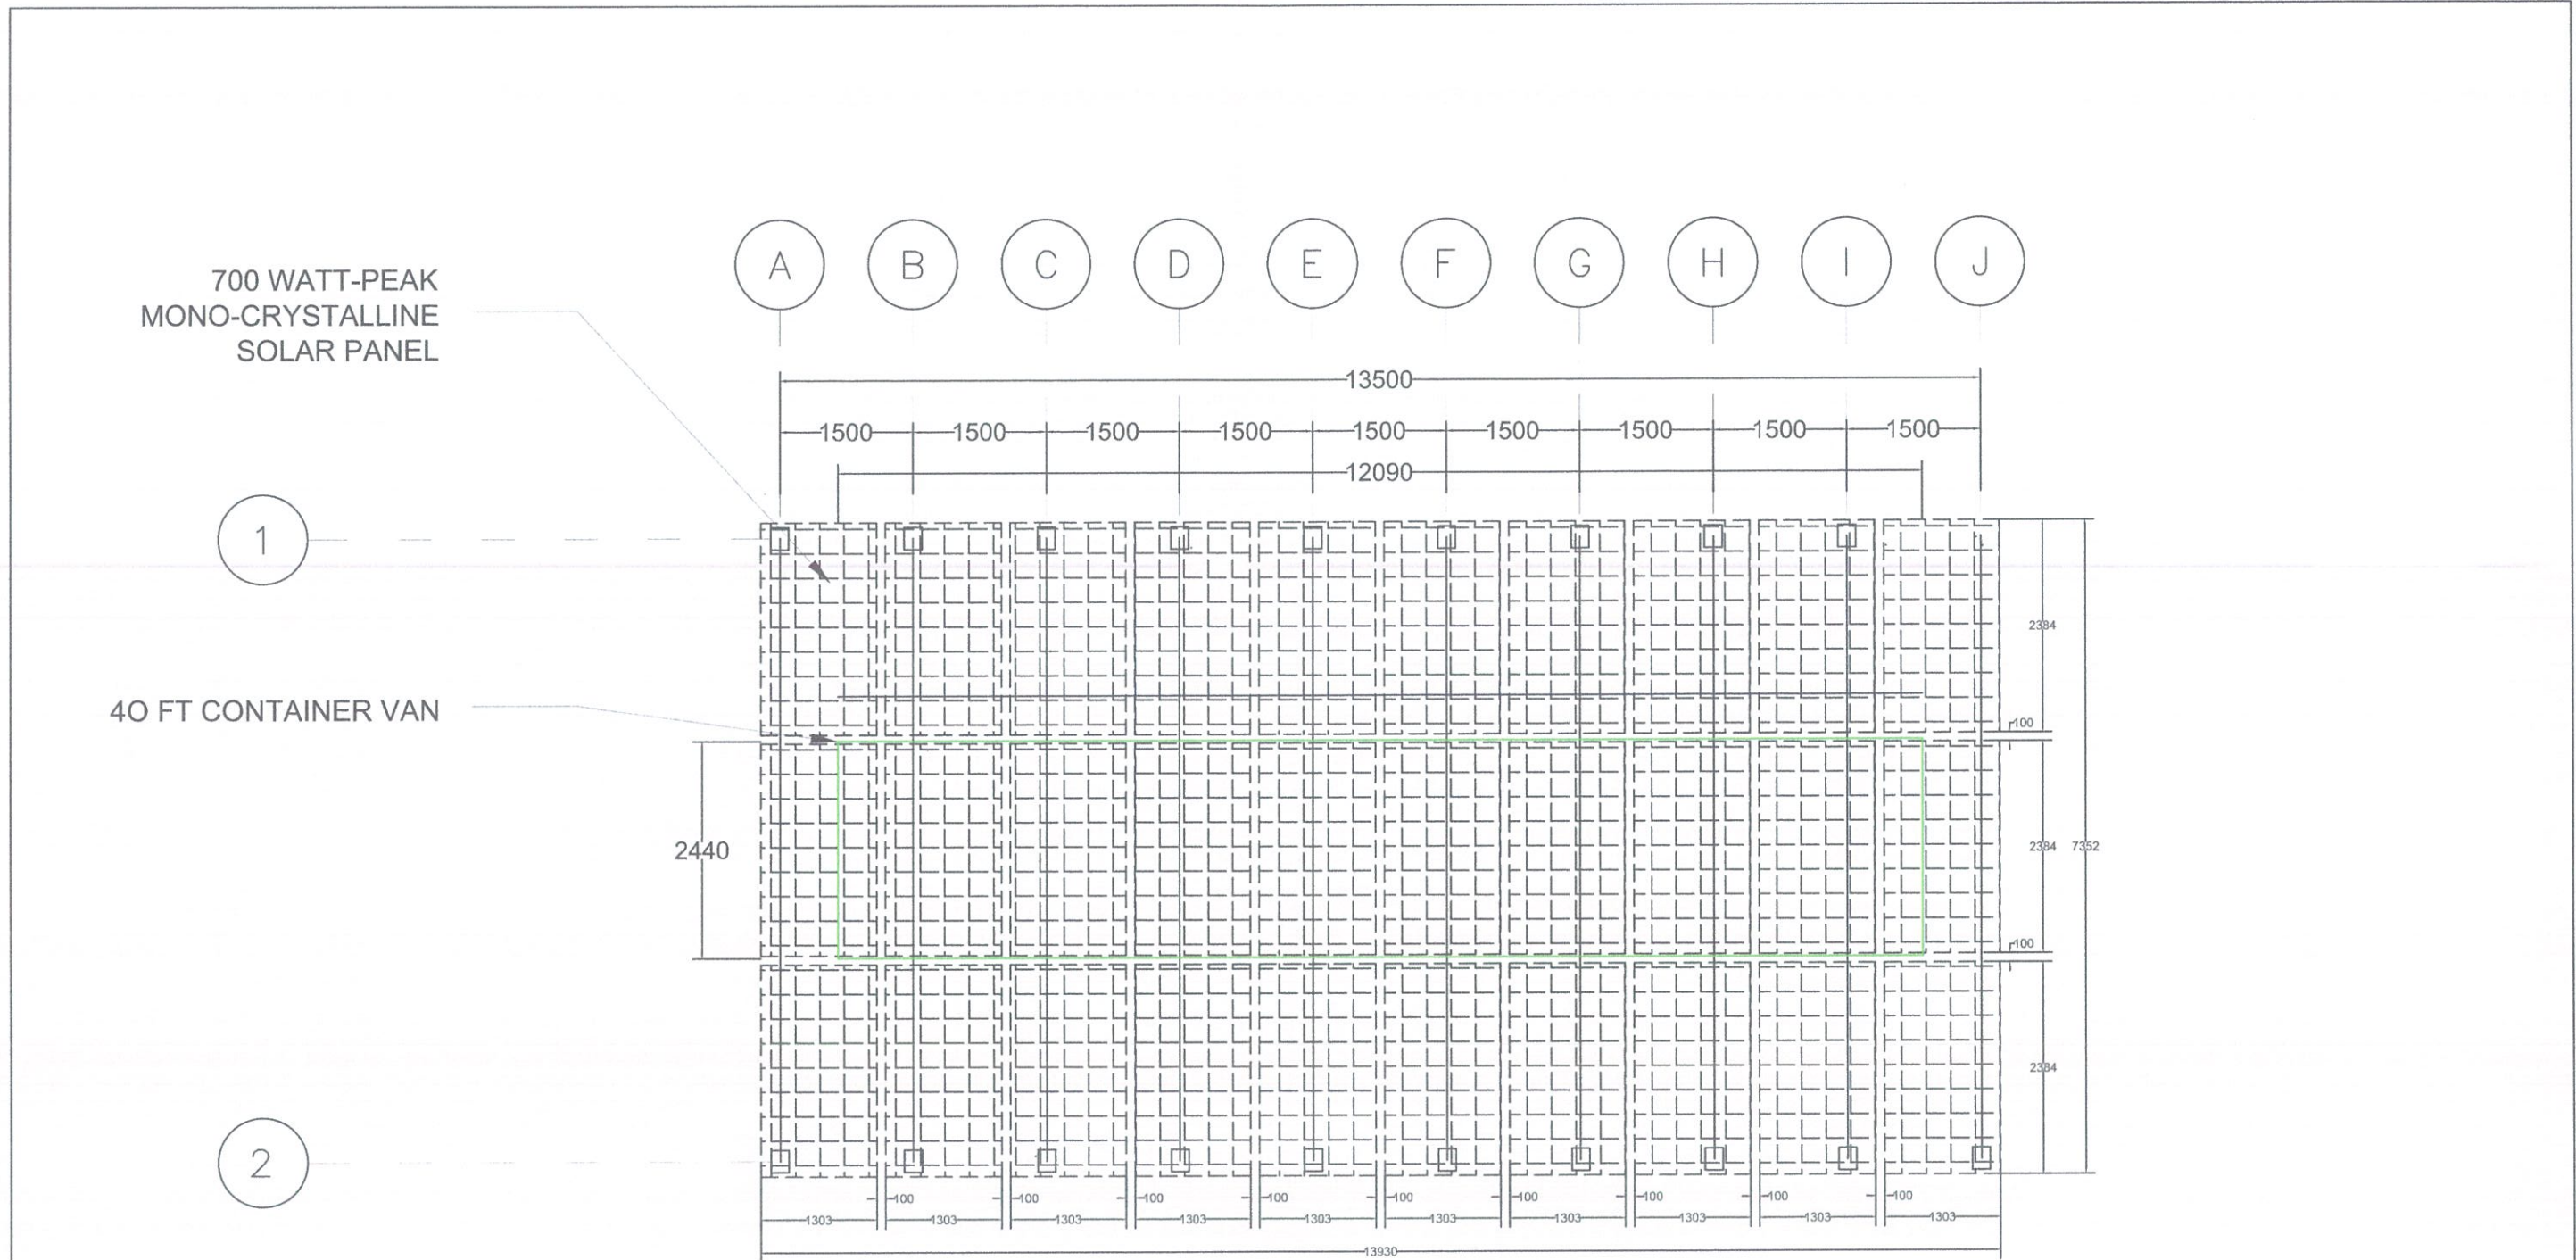 A B C D E F G H I J
700 WATT-PEAK
MONO-CRYSTALLINE
SOLAR PANEL
13500
1500 1500 1500 1500 1500 1500 1500 1500 1500
12090
1
2384
4O FT CONTAINER VAN
100
2440
2384 7352
100
2384
2
100 100 100 100 100 100 100 100 100
1303 1303 1303 1303 1303 1303 1303 1303 1303 1303
13930